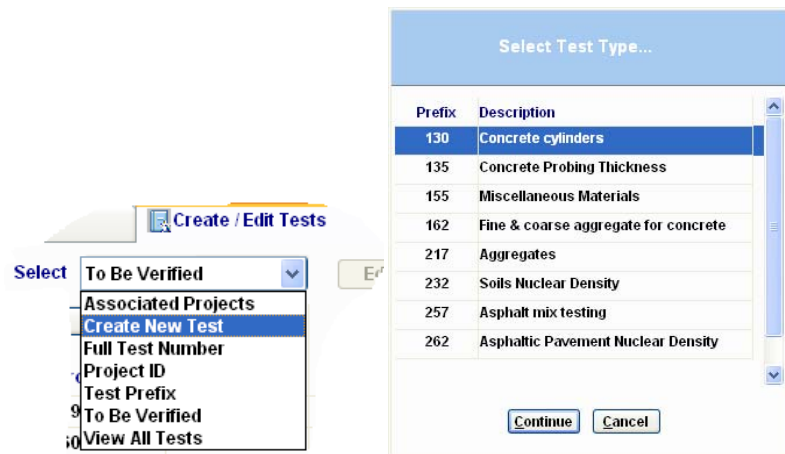 Create / Edit Tests
Select To Be Verified
Associated Projects
Create New Test
Full Test Number
Project ID
Test Prefix
To Be Verified
View All Tests
Select Test Type...
Prefix Description
130 Concrete cylinders
135 Concrete Probing Thickness
155 Miscellaneous Materials
162 Fine & coarse aggregate for concrete
217 Aggregates
232 Soils Nuclear Density
257 Asphalt mix testing
262 Asphaltic Pavement Nuclear Density
Continue Cancel